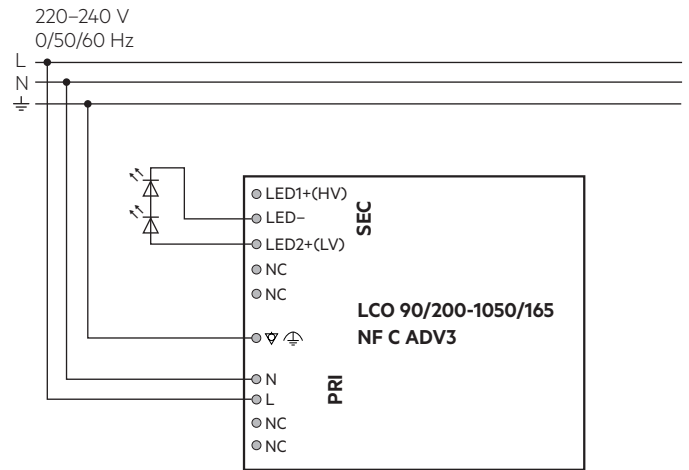 220–240 V
0/50/60 Hz
L
N
LED1+(HV)
LED–
LED2+(LV)
NC
NC
SEC
LCO 90/200-1050/165
NF C ADV3
N
L
NC
NC
PRI